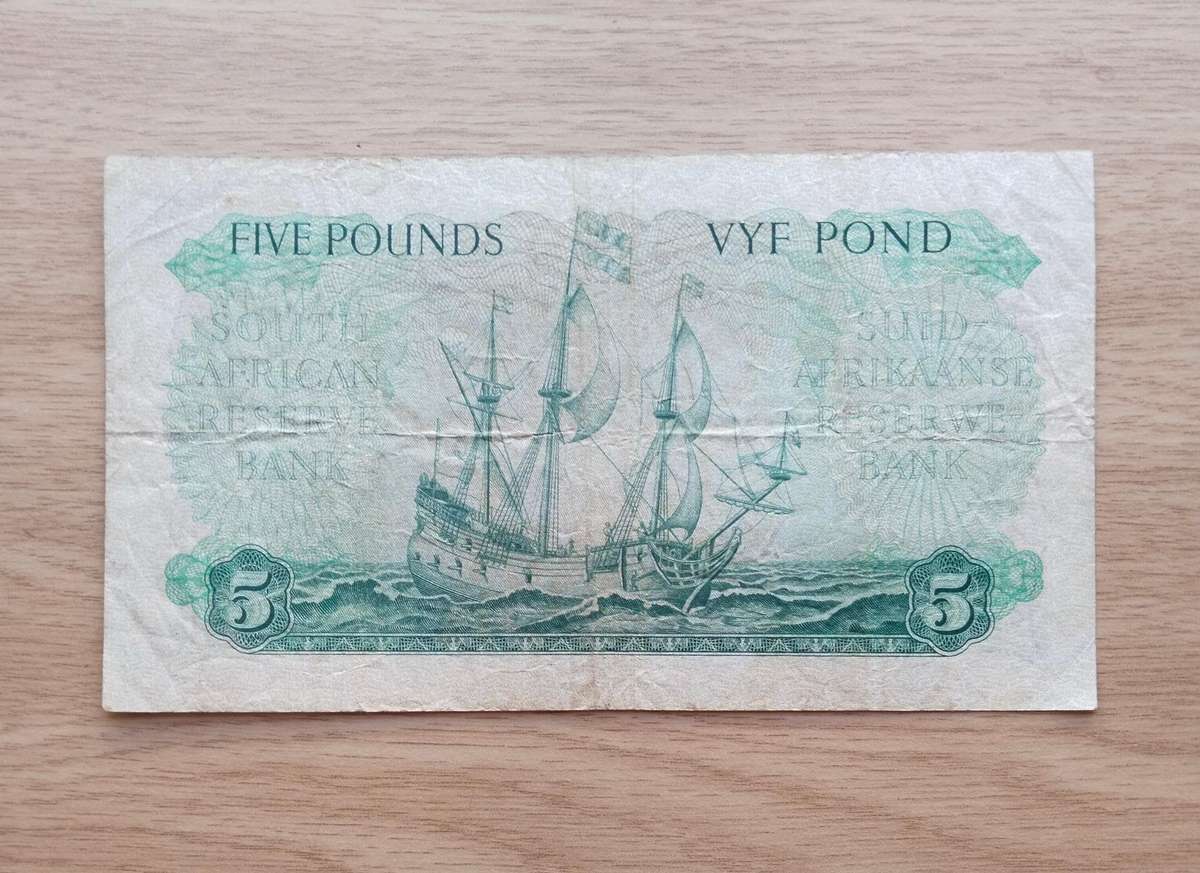 FIVE POUNDS
VYF POND
SOUTH
AFRICAN
RESERVE
BANK
SUID-
AFRIKAANSE
RESERWE-
BANK
5
5